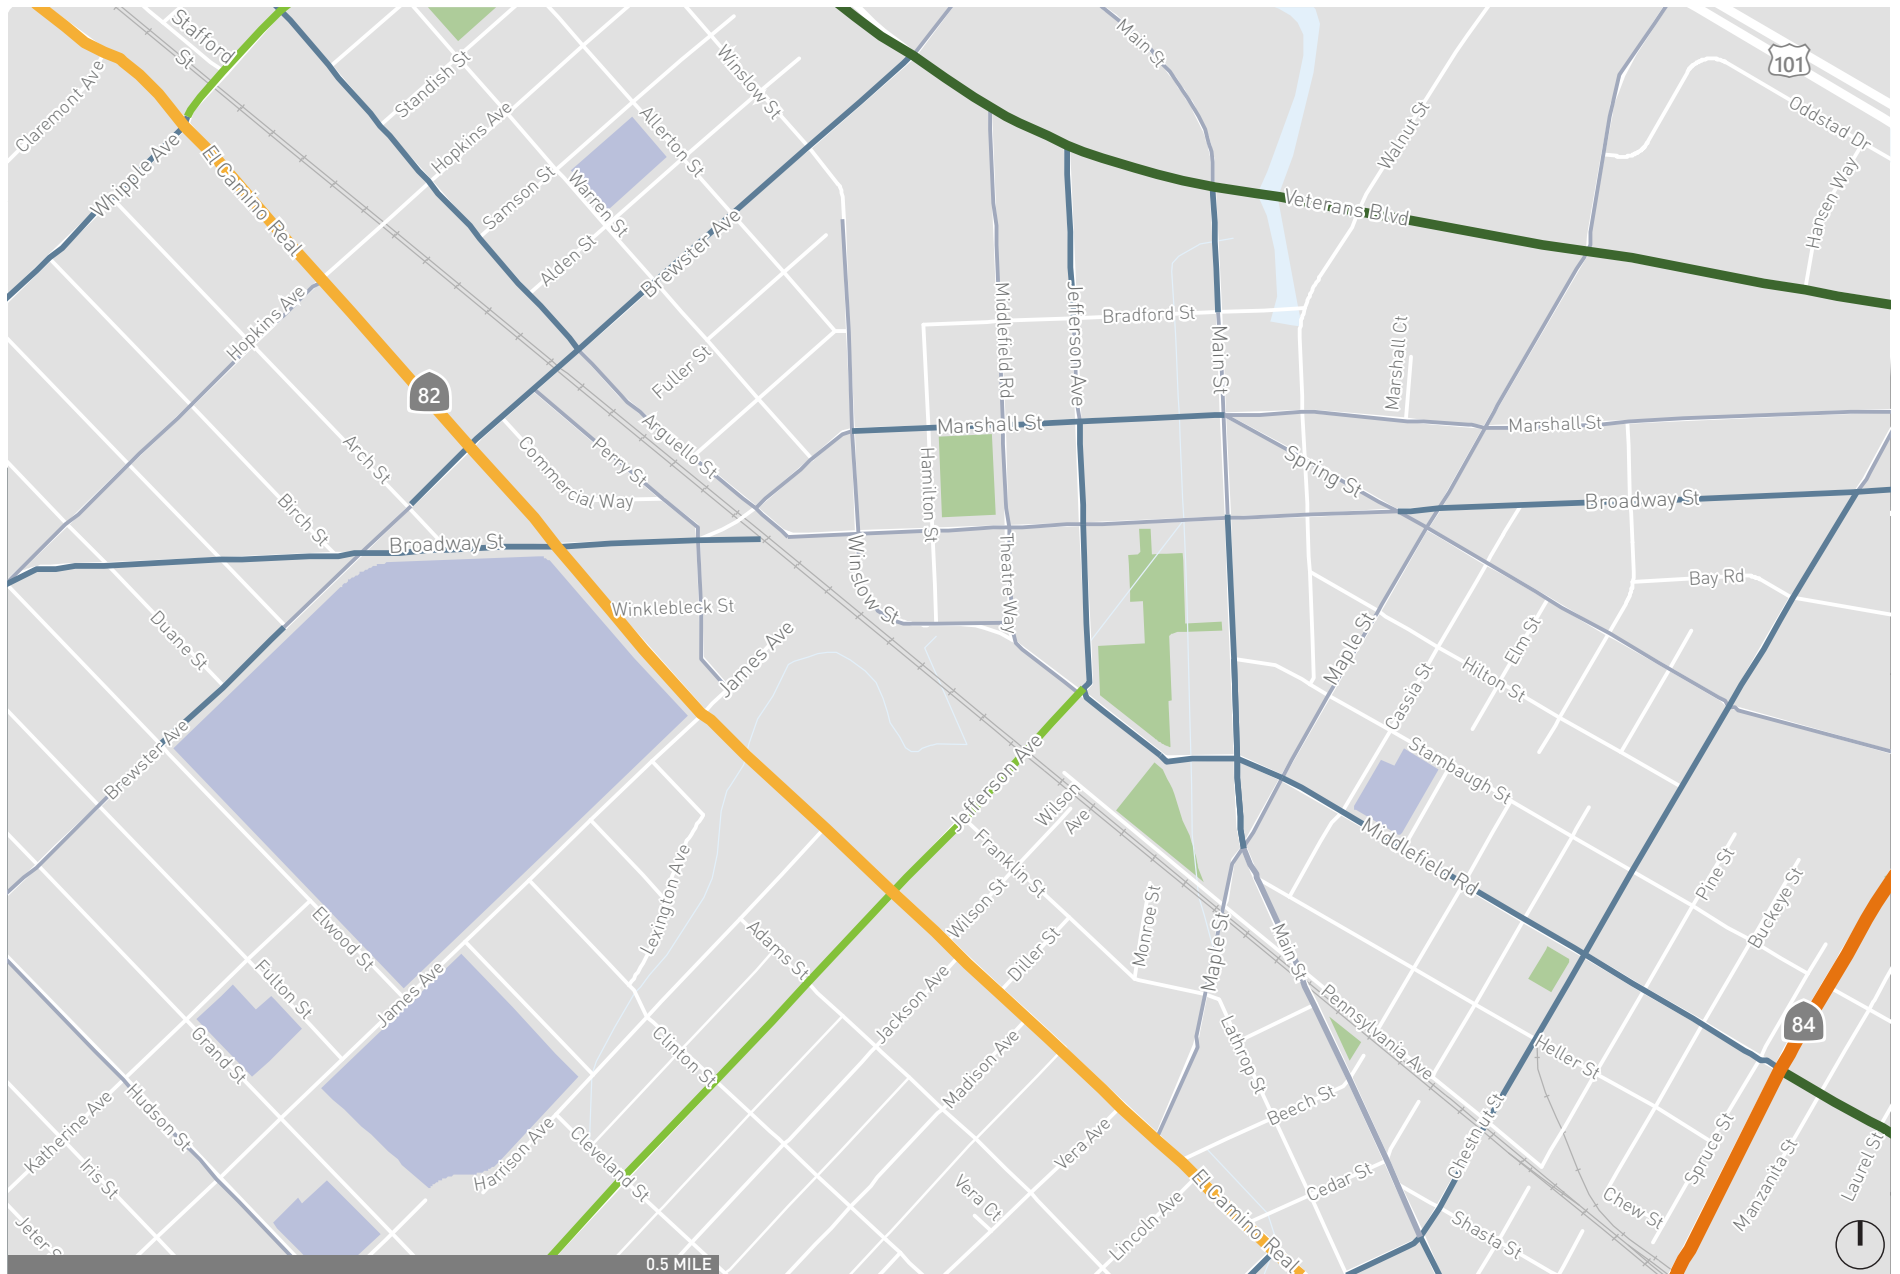 Stafford
St
Claremont Ave
Standish St
Winslow St
Main St
101
Oddstad Dr
Hopkins Ave
Allerton St
Walnut St
Whipple Ave
El Camino Real
Samson St
Warren St
Veterans Blvd
Hansen Way
Alden St
Brewster Ave
Hopkins Ave
Middlefield Rd
Jefferson Ave
Bradford St
Main St
Marshall Ct
82
Fuller St
Arguello St
Marshall St
Marshall St
Arch St
Commercial Way
Perry St
Hamilton St
Spring St
Broadway St
Birch St
Broadway St
Winslow St
Theatre Way
Bay Rd
Winklebleck St
Duane St
James Ave
Maple St
Elm St
Hilton St
Cassia St
Brewster Ave
Jefferson Ave
Stambaugh St
Wilson
Ave
Middlefield Rd
Franklin St
Lexington Ave
Pine St
Buckeye St
Wilson St
Monroe St
Elwood St
Adams St
Diller St
Maple St
Main St
Fulton St
James Ave
Jackson Ave
Pennsylvania Ave
84
Grand St
Clinton St
Madison Ave
Lathrop St
Heller St
Katherine Ave
Hudson St
Harrison Ave
Cleveland St
Vera Ave
Beech St
Chestnut St
Spruce St
Manzanita St
Laurel St
Iris St
Vera Ct
Lincoln Ave
El Camino Real
Cedar St
Shasta St
Chew St
Jeter S
0.5 MILE